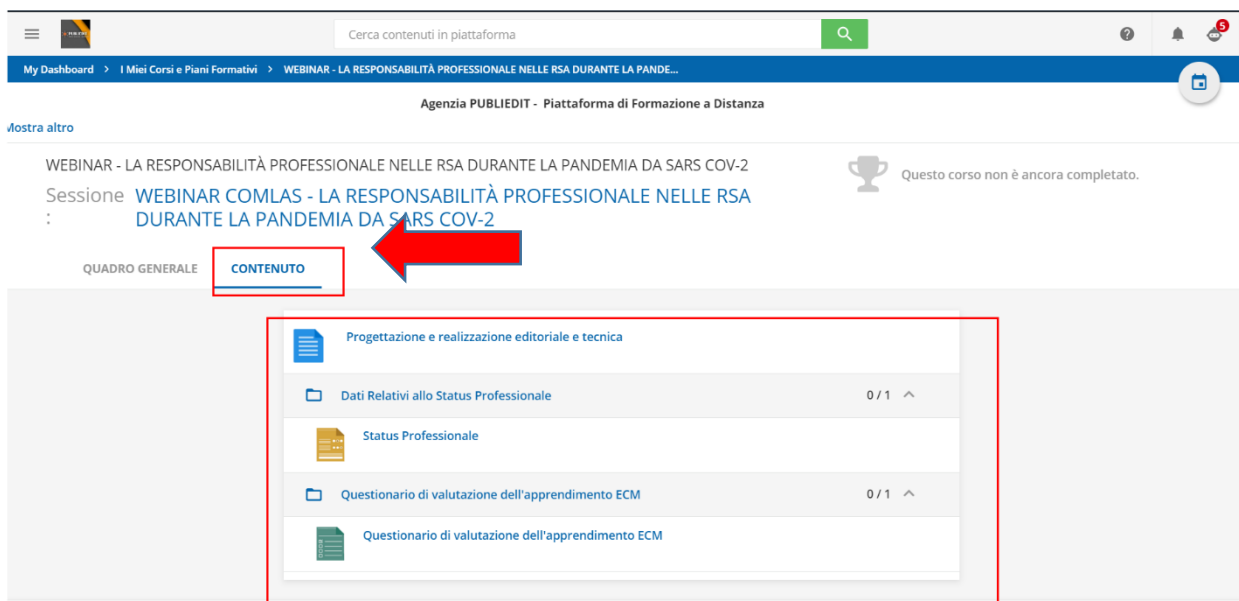 Cerca contenuti in piattaforma
5
My Dashboard > I Miei Corsi e Piani Formativi > WEBINAR - LA RESPONSABILITÀ PROFESSIONALE NELLE RSA DURANTE LA PANDE...
Agenzia PUBLIEDIT - Piattaforma di Formazione a Distanza
Mostra altro
WEBINAR - LA RESPONSABILITÀ PROFESSIONALE NELLE RSA DURANTE LA PANDEMIA DA SARS COV-2
Questo corso non è ancora completato.
Sessione : WEBINAR COMLAS - LA RESPONSABILITÀ PROFESSIONALE NELLE RSA
DURANTE LA PANDEMIA DA SARS COV-2
QUADRO GENERALE CONTENUTO
Progettazione e realizzazione editoriale e tecnica
Dati Relativi allo Status Professionale 0 / 1
Status Professionale
Questionario di valutazione dell'apprendimento ECM 0 / 1
Questionario di valutazione dell'apprendimento ECM